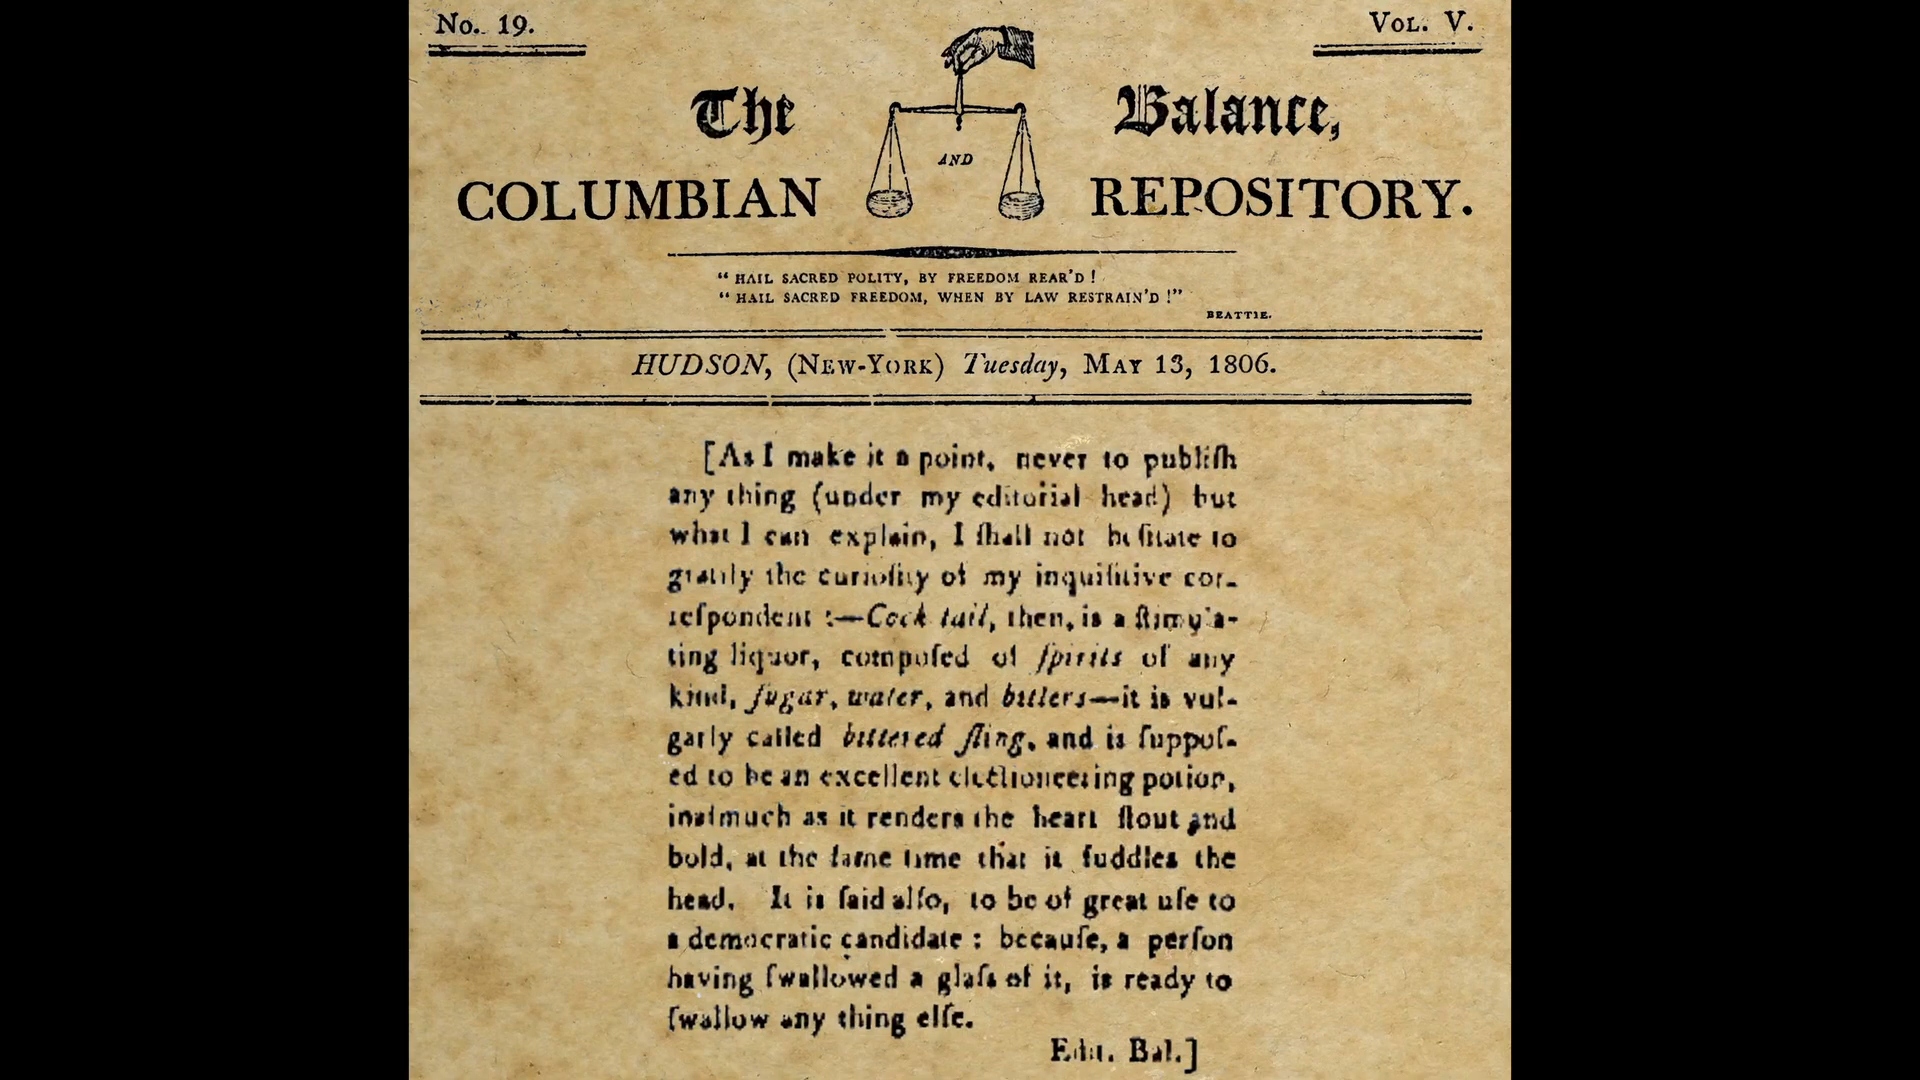 No. 19.
VOL. V.
The Balance,
AND
COLUMBIAN REPOSITORY.
“ HAIL SACRED POLITY, BY FREEDOM REAR'D !
“ HAIL SACRED FREEDOM, WHEN BY LAW RESTRAIN'D !”
BEATTIE.
HUDSON, (NEW-YORK) Tuesday, MAY 13, 1806.
[As I make it a point, never to publiſh
any thing (under my editorial head) but
what I can explain, I ſhall not heſitate to
gratify the curioſity of my inquiſitive cor-
reſpondent :—Cock tail, then, is a ſtimula-
ting liquor, compoſed of ſpirits of any
kind, ſugar, water, and bitters—it is vul-
garly called bittered ſling, and is ſuppoſ-
ed to be an excellent electioneering potion,
inaſmuch as it renders the heart ſtout and
bold, at the ſame time that it fuddles the
head. It is ſaid alſo, to be of great uſe to
a democratic candidate : becauſe, a perſon
having ſwallowed a glaſs of it, is ready to
ſwallow any thing elſe.
Edit. Bal.]